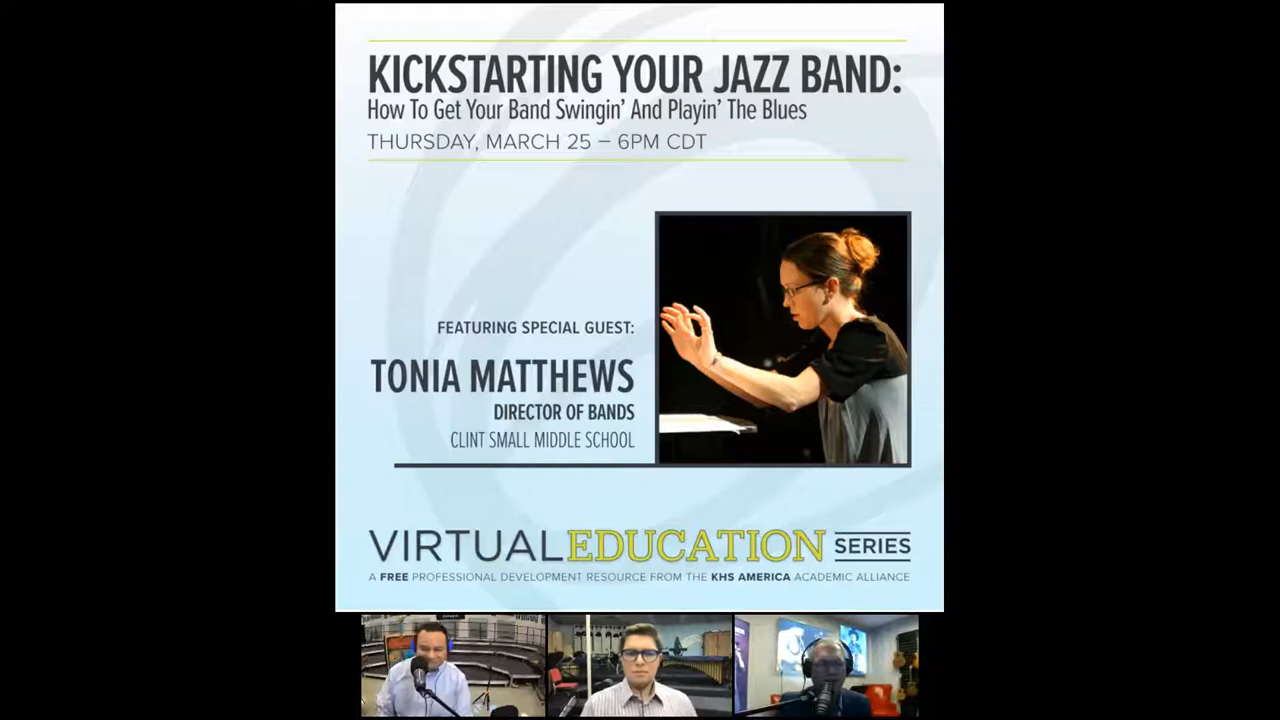 KICKSTARTING YOUR JAZZ BAND:
How To Get Your Band Swingin' And Playin' The Blues
THURSDAY, MARCH 25 – 6PM CDT
FEATURING SPECIAL GUEST:
TONIA MATTHEWS
DIRECTOR OF BANDS
CLINT SMALL MIDDLE SCHOOL
VIRTUAL EDUCATION SERIES
A FREE PROFESSIONAL DEVELOPMENT RESOURCE FROM THE KHS AMERICA ACADEMIC ALLIANCE